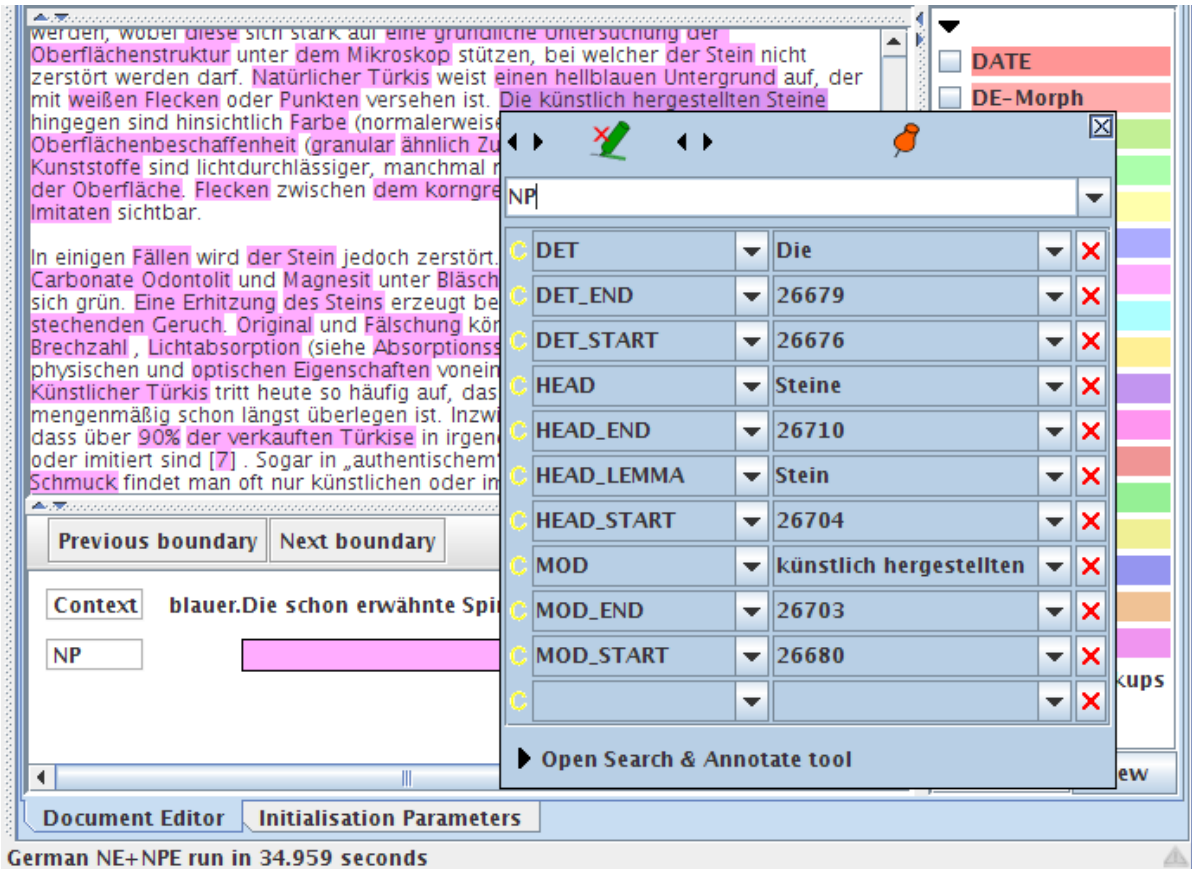 werden, wobei diese sich stark auf eine gründliche Untersuchung der
Oberflächenstruktur unter dem Mikroskop stützen, bei welcher der Stein nicht
zerstört werden darf. Natürlicher Türkis weist einen hellblauen Untergrund auf, der
mit weißen Flecken oder Punkten versehen ist. Die künstlich hergestellten Steine
hingegen sind hinsichtlich Farbe (normalerweise
Oberflächenbeschaffenheit (granular ähnlich Zu
Kunststoffe sind lichtdurchlässiger, manchmal
der Oberfläche. Flecken zwischen dem korngre
Imitaten sichtbar.
In einigen Fällen wird der Stein jedoch zerstört.
Carbonate Odontolit und Magnesit unter Bläsch
sich grün. Eine Erhitzung des Steins erzeugt be
stechenden Geruch. Original und Fälschung kör
Brechzahl , Lichtabsorption (siehe Absorptionss
physischen und optischen Eigenschaften vonein
Künstlicher Türkis tritt heute so häufig auf, das
mengenmäßig schon längst überlegen ist. Inzwi
dass über 90% der verkauften Türkise in irgen
oder imitiert sind [7] . Sogar in „authentischem“
Schmuck findet man oft nur künstlichen oder im
Previous boundary Next boundary
Context blauer.Die schon erwähnte Spi
NP
DATE
DE-Morph
NP
C DET Die
C DET_END 26679
C DET_START 26676
C HEAD Steine
C HEAD_END 26710
C HEAD_LEMMA Stein
C HEAD_START 26704
C MOD künstlich hergestellten
C MOD_END 26703
C MOD_START 26680
C
Open Search & Annotate tool
kups
ew
Document Editor Initialisation Parameters
German NE+NPE run in 34.959 seconds